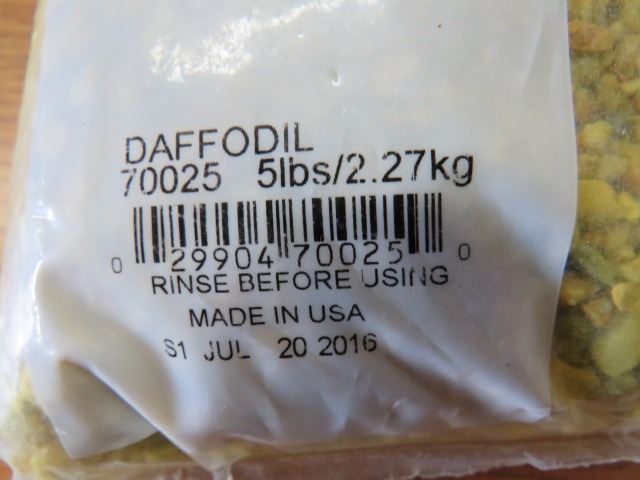 DAFFODIL
70025 5lbs/2.27kg
0 29904 70025 0
RINSE BEFORE USING
MADE IN USA
S1 JUL 20 2016